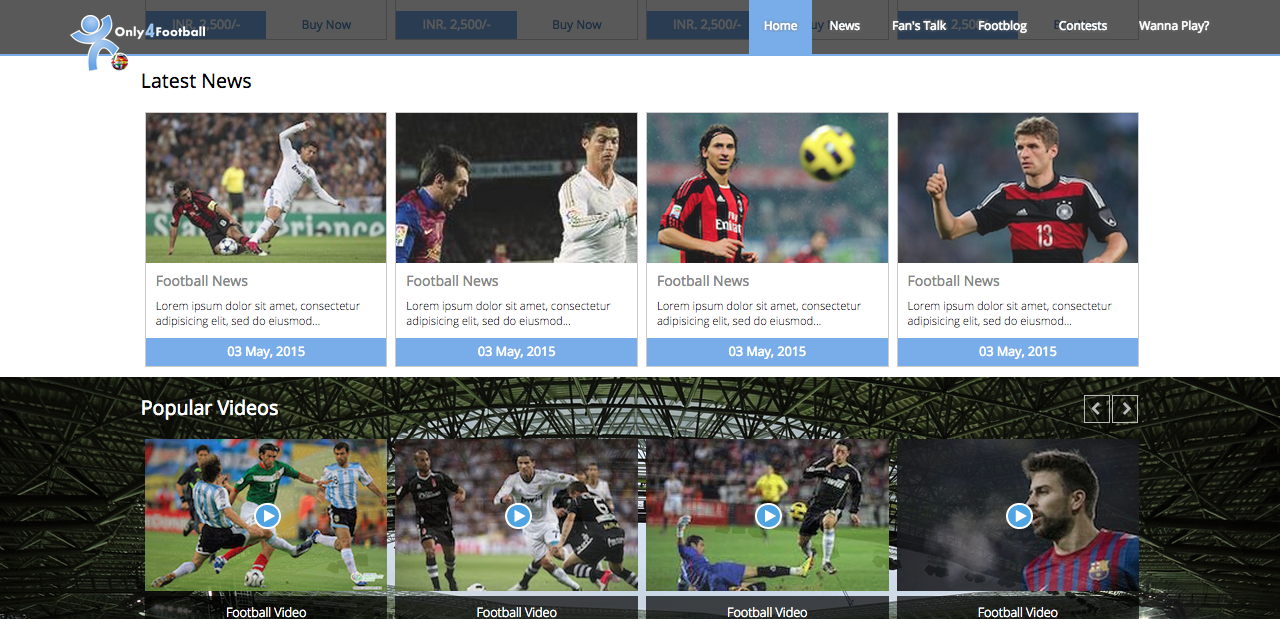 INR. 2,500/- Buy Now INR. 2,500/- Buy Now INR. 2,500/- Buy Now INR. 2,500/-
Only4Football
Home News Fan's Talk Footblog Contests Wanna Play?
Latest News
Football News Football News Football News Football News
Lorem ipsum dolor sit amet, consectetur Lorem ipsum dolor sit amet, consectetur Lorem ipsum dolor sit amet, consectetur Lorem ipsum dolor sit amet, consectetur
adipisicing elit, sed do eiusmod... adipisicing elit, sed do eiusmod... adipisicing elit, sed do eiusmod... adipisicing elit, sed do eiusmod...
03 May, 2015 03 May, 2015 03 May, 2015 03 May, 2015
13
Popular Videos
Football Video Football Video Football Video Football Video